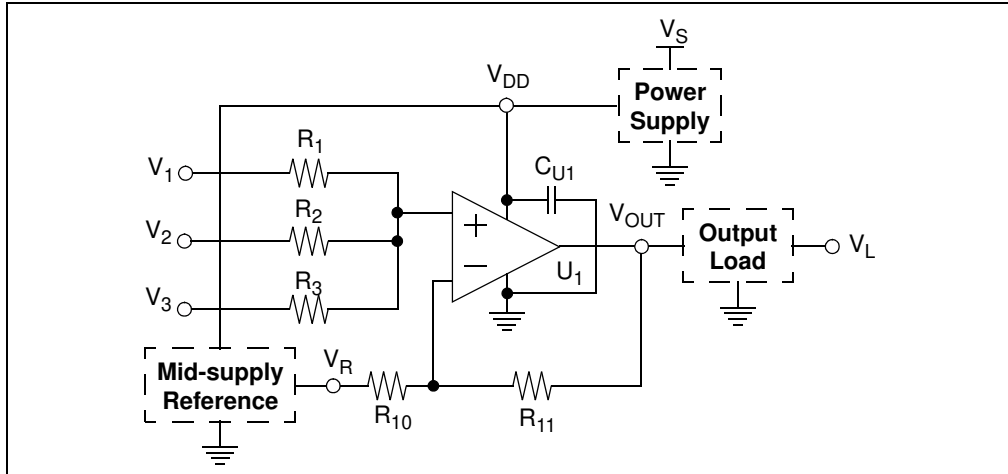 V_S
V_DD
Power
Supply
R_1
V_1
C_U1
R_2
V_OUT
V_2
+
Output
Load
V_L
−
U_1
R_3
V_3
Mid-supply
Reference
V_R
R_10
R_11